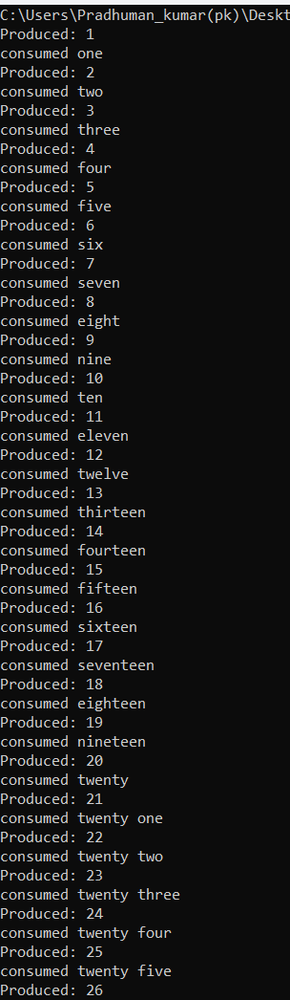 C:\Users\Pradhuman_kumar(pk)\Deskt
Produced: 1
consumed one
Produced: 2
consumed two
Produced: 3
consumed three
Produced: 4
consumed four
Produced: 5
consumed five
Produced: 6
consumed six
Produced: 7
consumed seven
Produced: 8
consumed eight
Produced: 9
consumed nine
Produced: 10
consumed ten
Produced: 11
consumed eleven
Produced: 12
consumed twelve
Produced: 13
consumed thirteen
Produced: 14
consumed fourteen
Produced: 15
consumed fifteen
Produced: 16
consumed sixteen
Produced: 17
consumed seventeen
Produced: 18
consumed eighteen
Produced: 19
consumed nineteen
Produced: 20
consumed twenty
Produced: 21
consumed twenty one
Produced: 22
consumed twenty two
Produced: 23
consumed twenty three
Produced: 24
consumed twenty four
Produced: 25
consumed twenty five
Produced: 26